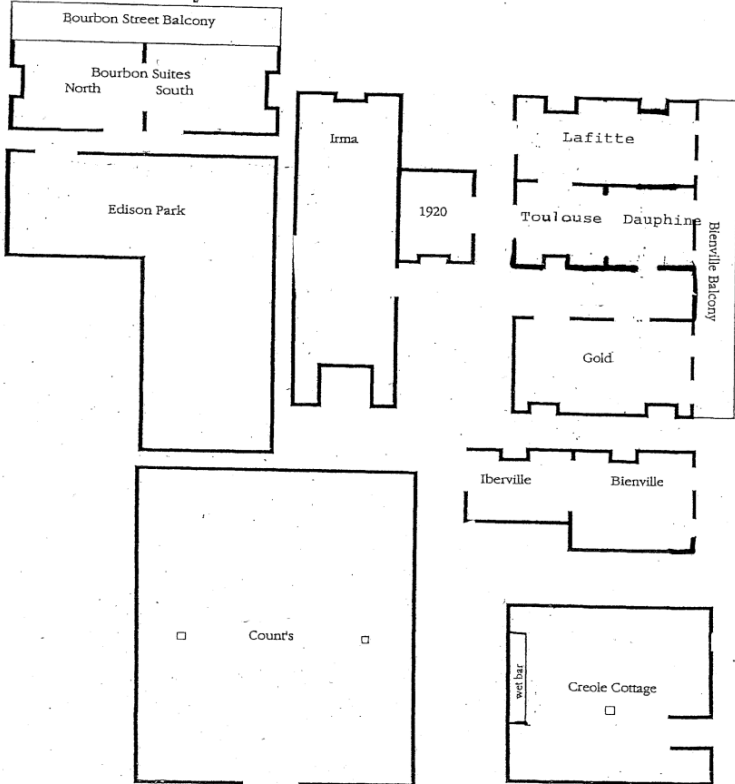 Bourbon Street Balcony
Bourbon Suites
North South
Edison Park
Irma
1920
Lafitte
Toulouse Dauphine
Bienville Balcony
Gold
Iberville Bienville
Count's
wet bar
Creole Cottage